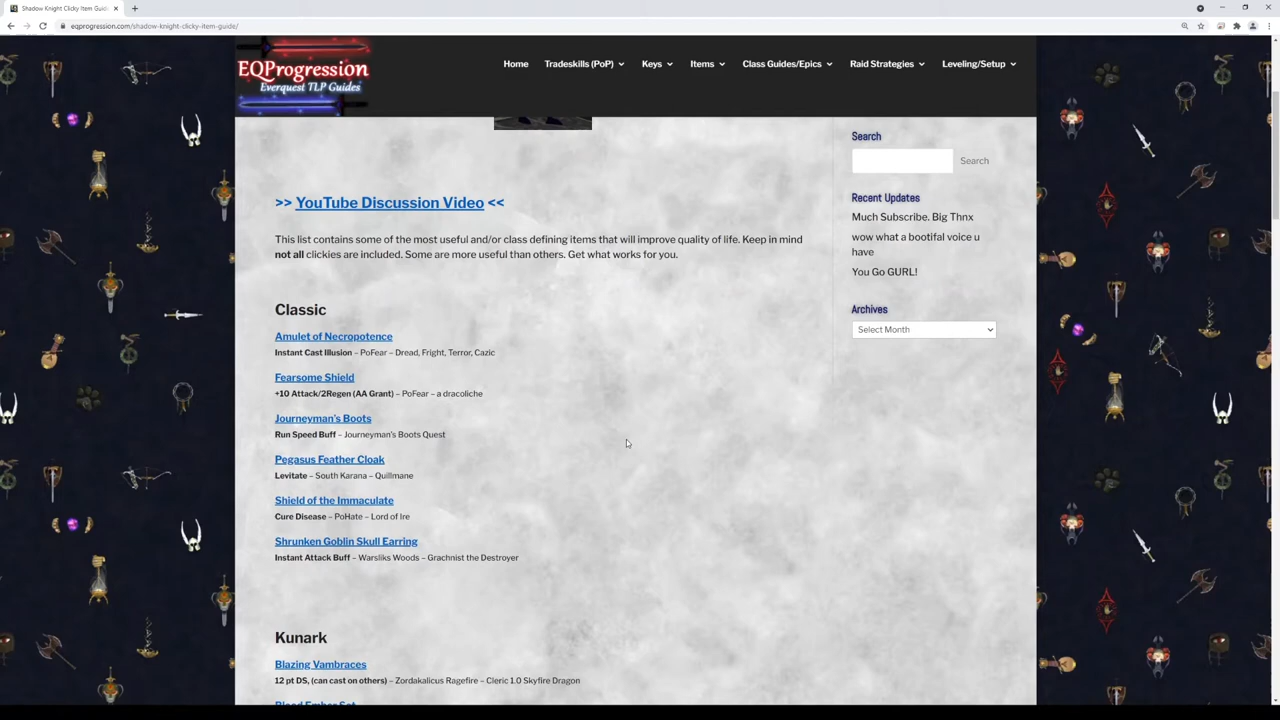 Shadow Knight Clicky Item Guide
eqprogression.com/shadow-knight-clicky-item-guide/
EQProgression
Everquest TLP Guides
Home
Tradeskills (PoP)
Keys
Items
Class Guides/Epics
Raid Strategies
Leveling/Setup
>> YouTube Discussion Video <<
This list contains some of the most useful and/or class defining items that will improve quality of life. Keep in mind
not all clickies are included. Some are more useful than others. Get what works for you.
Classic
Amulet of Necropotence
Instant Cast Illusion – PoFear – Dread, Fright, Terror, Cazic
Fearsome Shield
+10 Attack/2Regen (AA Grant) – PoFear – a dracoliche
Journeyman's Boots
Run Speed Buff – Journeyman's Boots Quest
Pegasus Feather Cloak
Levitate – South Karana – Quillmane
Shield of the Immaculate
Cure Disease – PoHate – Lord of Ire
Shrunken Goblin Skull Earring
Instant Attack Buff – Warsliks Woods – Grachnist the Destroyer
Kunark
Blazing Vambraces
12 pt DS, (can cast on others) – Zordakalicus Ragefire – Cleric 1.0 Skyfire Dragon
Blood Ember Set
Search
Search
Recent Updates
Much Subscribe. Big Thnx
wow what a bootiful voice u
have
You Go GURL!
Archives
Select Month